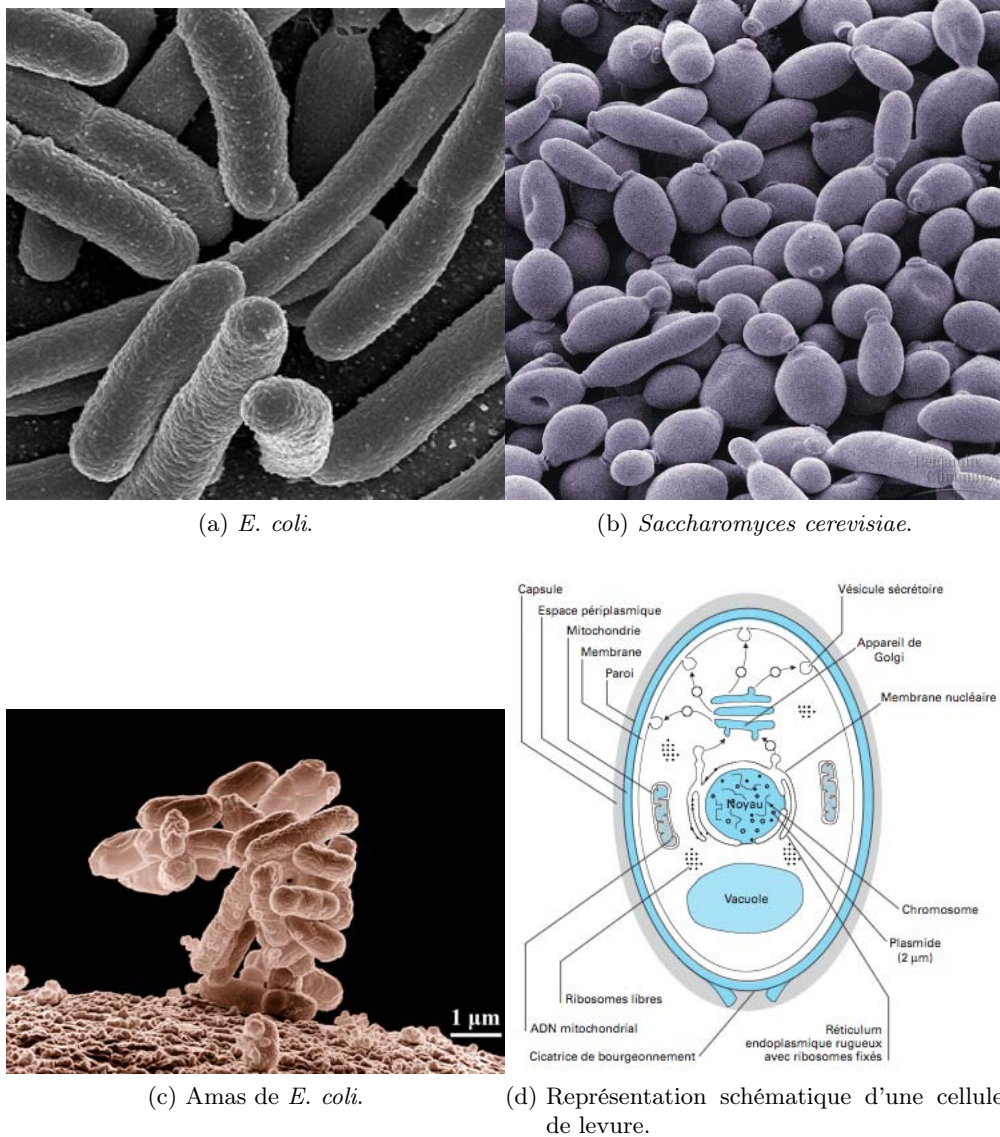 (a) E. coli.
(b) Saccharomyces cerevisiae.
Capsule
Espace périplasmique
Mitochondrie
Membrane
Paroi
Vésicule sécrétoire
Appareil de
Golgi
Membrane nucléaire
Noyau
Vacuole
Chromosome
Plasmide
(2 µm)
Ribosomes libres
ADN mitochondrial
Cicatrice de bourgeonnement
Réticulum
endoplasmique rugueux
avec ribosomes fixés
1 µm
(c) Amas de E. coli.
(d) Représentation schématique d'une cellule
de levure.